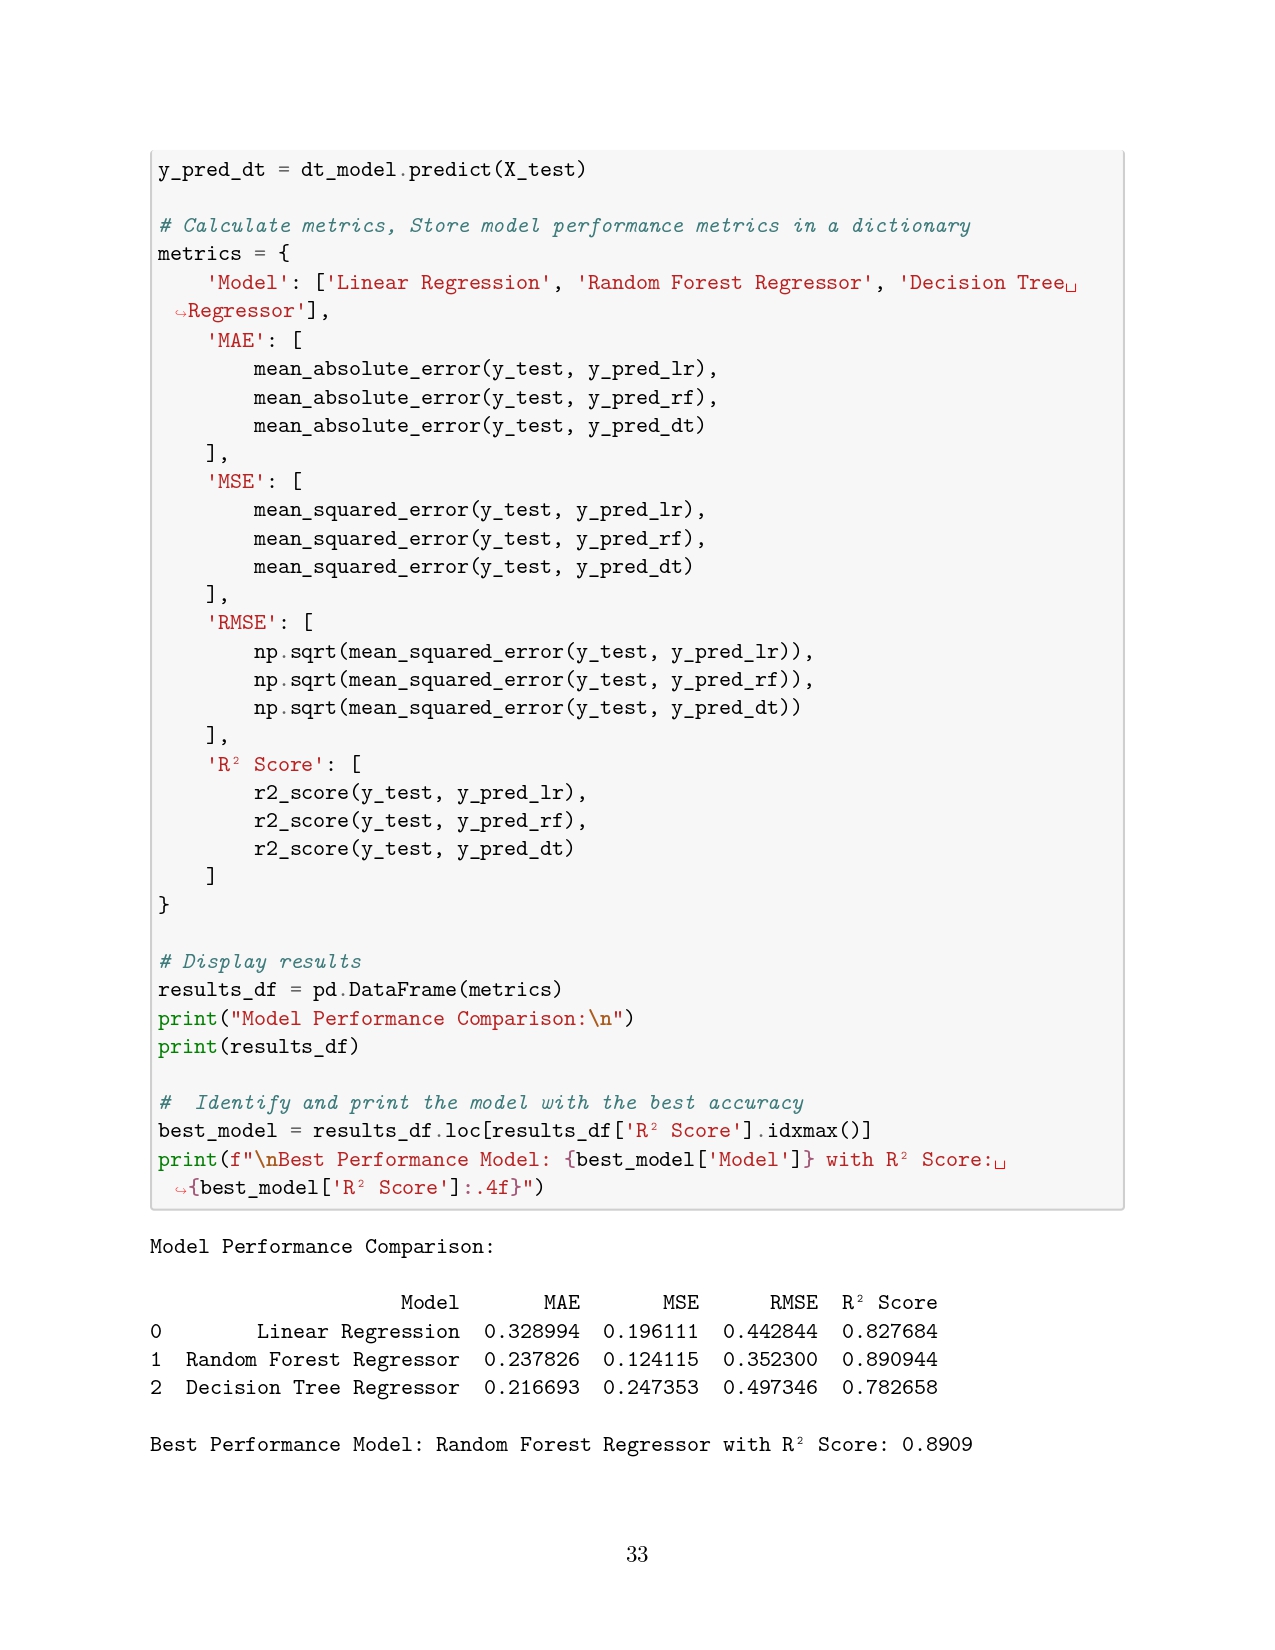 y_pred_dt = dt_model.predict(X_test)

# Calculate metrics, Store model performance metrics in a dictionary
metrics = {
    'Model': ['Linear Regression', 'Random Forest Regressor', 'Decision Tree␣
 ↪Regressor'],
    'MAE': [
        mean_absolute_error(y_test, y_pred_lr),
        mean_absolute_error(y_test, y_pred_rf),
        mean_absolute_error(y_test, y_pred_dt)
    ],
    'MSE': [
        mean_squared_error(y_test, y_pred_lr),
        mean_squared_error(y_test, y_pred_rf),
        mean_squared_error(y_test, y_pred_dt)
    ],
    'RMSE': [
        np.sqrt(mean_squared_error(y_test, y_pred_lr)),
        np.sqrt(mean_squared_error(y_test, y_pred_rf)),
        np.sqrt(mean_squared_error(y_test, y_pred_dt))
    ],
    'R² Score': [
        r2_score(y_test, y_pred_lr),
        r2_score(y_test, y_pred_rf),
        r2_score(y_test, y_pred_dt)
    ]
}

# Display results
results_df = pd.DataFrame(metrics)
print("Model Performance Comparison:\n")
print(results_df)

#  Identify and print the model with the best accuracy
best_model = results_df.loc[results_df['R² Score'].idxmax()]
print(f"\nBest Performance Model: {best_model['Model']} with R² Score:␣
 ↪{best_model['R² Score']:.4f}")

Model Performance Comparison:

                     Model       MAE       MSE      RMSE  R² Score
0        Linear Regression  0.328994  0.196111  0.442844  0.827684
1  Random Forest Regressor  0.237826  0.124115  0.352300  0.890944
2  Decision Tree Regressor  0.216693  0.247353  0.497346  0.782658

Best Performance Model: Random Forest Regressor with R² Score: 0.8909

33